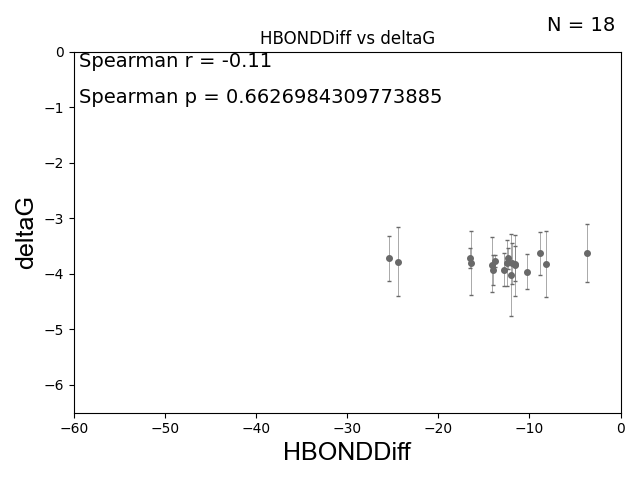 N = 18
HBONDDiff vs deltaG
Spearman r = -0.11
Spearman p = 0.6626984309773885
0
−1
−2
−3
−4
−5
−6
deltaG
−60
−50
−40
−30
−20
−10
0
HBONDDiff